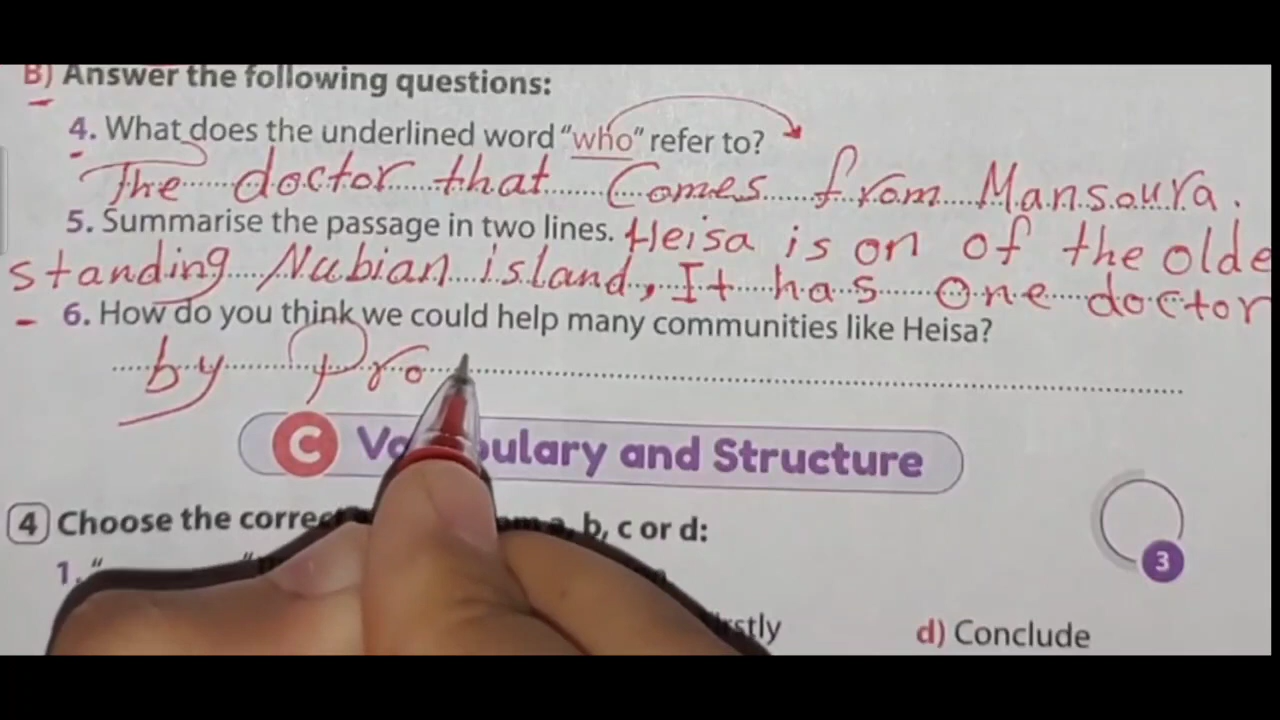 B) Answer the following questions:
4. What does the underlined word "who" refer to?
The doctor that Comes from Mansoura.
5. Summarise the passage in two lines. Heisa is on of the olde
standing Nubian island, It has One doctor
6. How do you think we could help many communities like Heisa?
by Pro
C Vocabulary and Structure
4 Choose the correct a, b, c or d:
1. "
d) Conclude
3